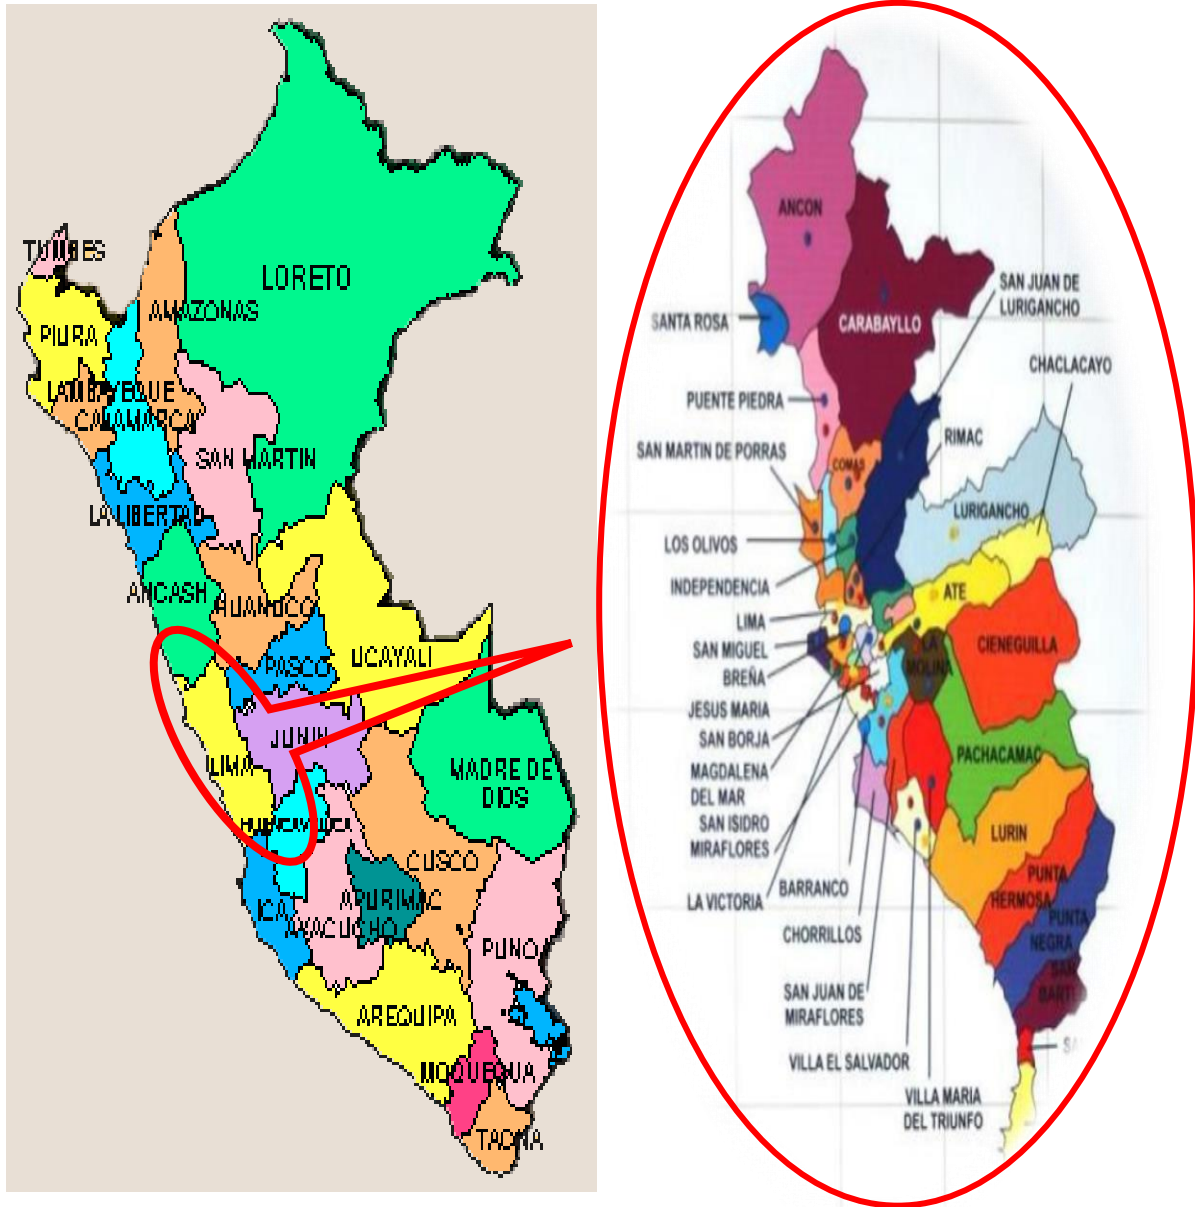 TUMBES
LORETO
AMAZONAS
PIURA
LAMBAYEQUE
CAJAMARCA
SAN MARTIN
LA LIBERTAD
ANCASH
HUANUCO
UCAYALI
PASCO
JUNIN
LIMA
MADRE DE
DIOS
HUANCAVELICA
CUSCO
APURIMAC
ICA
AYACUCHO
PUNO
AREQUIPA
MOQUEGUA
TACNA
ANCON
SAN JUAN DE
LURIGANCHO
SANTA ROSA
CARABAYLLO
CHACLACAYO
PUENTE PIEDRA
RIMAC
SAN MARTIN DE PORRAS
COMAS
LURIGANCHO
LOS OLIVOS
INDEPENDENCIA
ATE
LIMA
SAN MIGUEL
LA
MOLINA
CIENEGUILLA
BREÑA
JESUS MARIA
SAN BORJA
PACHACAMAC
MAGDALENA
DEL MAR
SAN ISIDRO
MIRAFLORES
LURIN
BARRANCO
LA VICTORIA
PUNTA
HERMOSA
CHORRILLOS
PUNTA
NEGRA
SAN
SAN JUAN DE
MIRAFLORES
VILLA EL SALVADOR
VILLA MARIA
DEL TRIUNFO